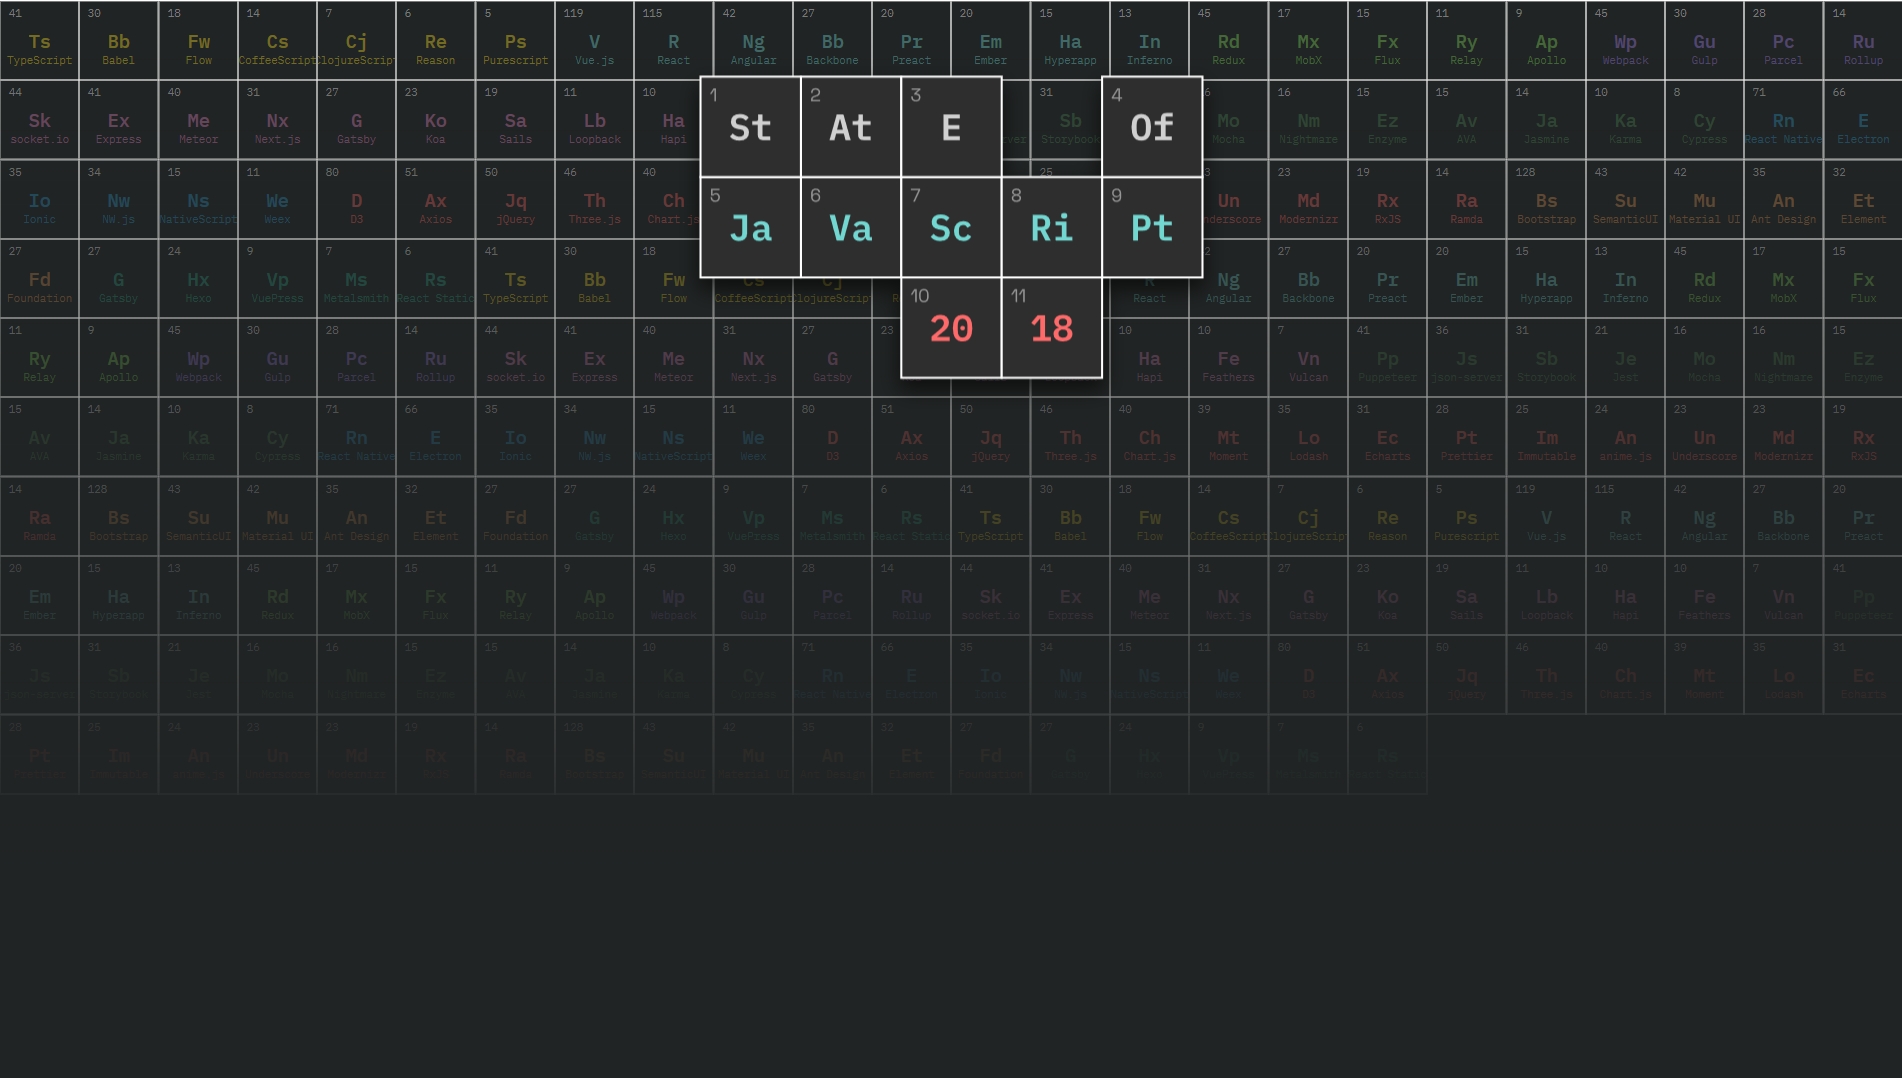 41 30 18 14 7 6 5 119 115 42 27 20 20 15 13 45 17 15 11 9 45 30 28 14
Ts Bb Fw Cs Cj Re Ps V R Ng Bb Pr Em Ha In Rd Mx Fx Ry Ap Wp Gu Pc Ru
TypeScript Babel Flow CoffeeScript ClojureScript Reason Purescript Vue.js React Angular Backbone Preact Ember Hyperapp Inferno Redux MobX Flux Relay Apollo Webpack Gulp Parcel Rollup
1 2 3 4
St At E Of
5 6 7 8 9
Ja Va Sc Ri Pt
10 11
20 18
44 41 40 31 27 23 19 11 10 31 16 15 15 14 10 8 71 66
Sk Ex Me Nx G Ko Sa Lb Ha Sb Mo Nm Ez Av Ja Ka Cy Rn E
socket.io Express Meteor Next.js Gatsby Koa Sails Loopback Hapi Storybook Mocha Nightmare Enzyme AVA Jasmine Karma Cypress React Native Electron
35 34 15 11 80 51 50 46 40 25 23 19 14 128 43 42 35 32
Io Nw Ns We D Ax Jq Th Ch Un Md Rx Ra Bs Su Mu An Et
Ionic NW.js NativeScript Weex D3 Axios jQuery Three.js Chart.js Modernizr RxJS Ramda Bootstrap SemanticUI Material UI Ant Design Element
27 27 24 9 7 6 41 30 18 27 20 20 15 13 45 17 15
Fd G Hx Vp Ms Rs Ts Bb Fw Cs Cj R Ng Bb Pr Em Ha In Rd Mx Fx
Foundation Gatsby Hexo VuePress Metalsmith React Static TypeScript Babel Flow CoffeeScript ClojureScript React Angular Backbone Preact Ember Hyperapp Inferno Redux MobX Flux
11 9 45 30 28 14 44 41 40 31 27 23 10 10 7 41 36 31 21 16 16 15
Ry Ap Wp Gu Pc Ru Sk Ex Me Nx G Ha Fe Vn Pp Js Sb Je Mo Nm Ez
Relay Apollo Webpack Gulp Parcel Rollup socket.io Express Meteor Next.js Gatsby Hapi Feathers Vulcan Puppeteer json-server Storybook Jest Mocha Nightmare Enzyme
15 14 10 8 71 66 35 34 15 11 80 51 50 46 40 39 35 31 28 25 24 23 23 19
Av Ja Ka Cy Rn E Io Nw Ns We D Ax Jq Th Ch Mt Lo Ec Pt Im An Un Md Rx
AVA Jasmine Karma Cypress React Native Electron Ionic NW.js NativeScript Weex D3 Axios jQuery Three.js Chart.js Moment Lodash Echarts Prettier Immutable anime.js Underscore Modernizr RxJS
14 128 43 42 35 32 27 27 24 9 7 6 41 30 18 14 7 6 5 119 115 42 27 20
Ra Bs Su Mu An Et Fd G Hx Vp Ms Rs Ts Bb Fw Cs Cj Re Ps V R Ng Bb Pr
Ramda Bootstrap SemanticUI Material UI Ant Design Element Foundation Gatsby Hexo VuePress Metalsmith React Static TypeScript Babel Flow CoffeeScript ClojureScript Reason Purescript Vue.js React Angular Backbone Preact
20 15 13 45 17 15 11 9 45 30 28 14 44 41 40 31 27 23 19 11 10 10 7 41
Em Ha In Rd Mx Fx Ry Ap Wp Gu Pc Ru Sk Ex Me Nx G Ko Sa Lb Ha Fe Vn Pp
Ember Hyperapp Inferno Redux MobX Flux Relay Apollo Webpack Gulp Parcel Rollup socket.io Express Meteor Next.js Gatsby Koa Sails Loopback Hapi Feathers Vulcan Puppeteer
36 31 21 16 16 15 15 14 10 8 71 66 35 34 15 11 80 51 50 46 40 39 35 31
Js Sb Je Mo Nm Ez Av Ja Ka Cy Rn E Io Nw Ns We D Ax Jq Th Ch Mt Lo Ec
28 25 24 23 23 19 14 128 43 42 35 32 27 27 24 9 7 6
Pt Im An Un Md Rx Ra Bs Su Mu An Et Fd G Hx Vp Ms Rs